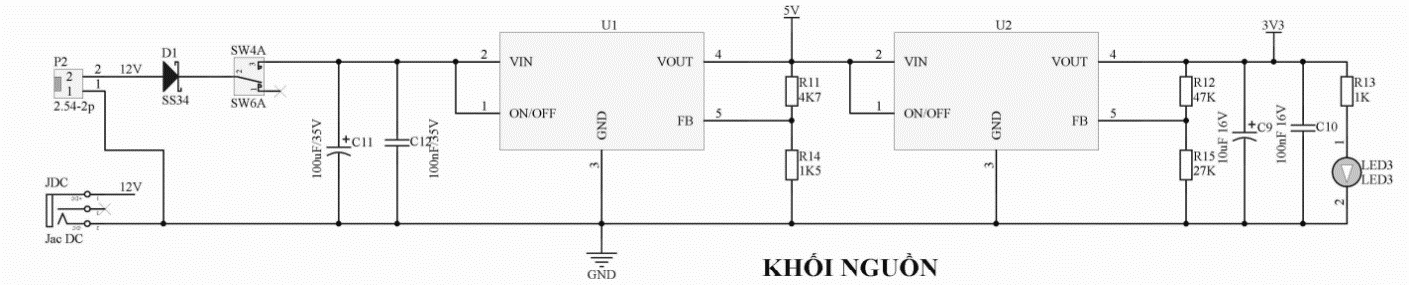 P2
2
1
2.54-2p
2
1
12V
D1
SS34
SW4A
2
3
1
SW6A
JDC
12V
Jac DC
100uF/35V
C11
C12
100nF/35V
U1
2
VIN
1
ON/OFF
GND
3
VOUT
4
FB
5
GND
5V
R11
4K7
R14
1K5
U2
2
VIN
1
ON/OFF
GND
3
VOUT
4
FB
5
R12
47K
R15
27K
10uF 16V
C9
100nF 16V
C10
3V3
R13
1K
1
LED3
LED3
2
KHỐI NGUỒN